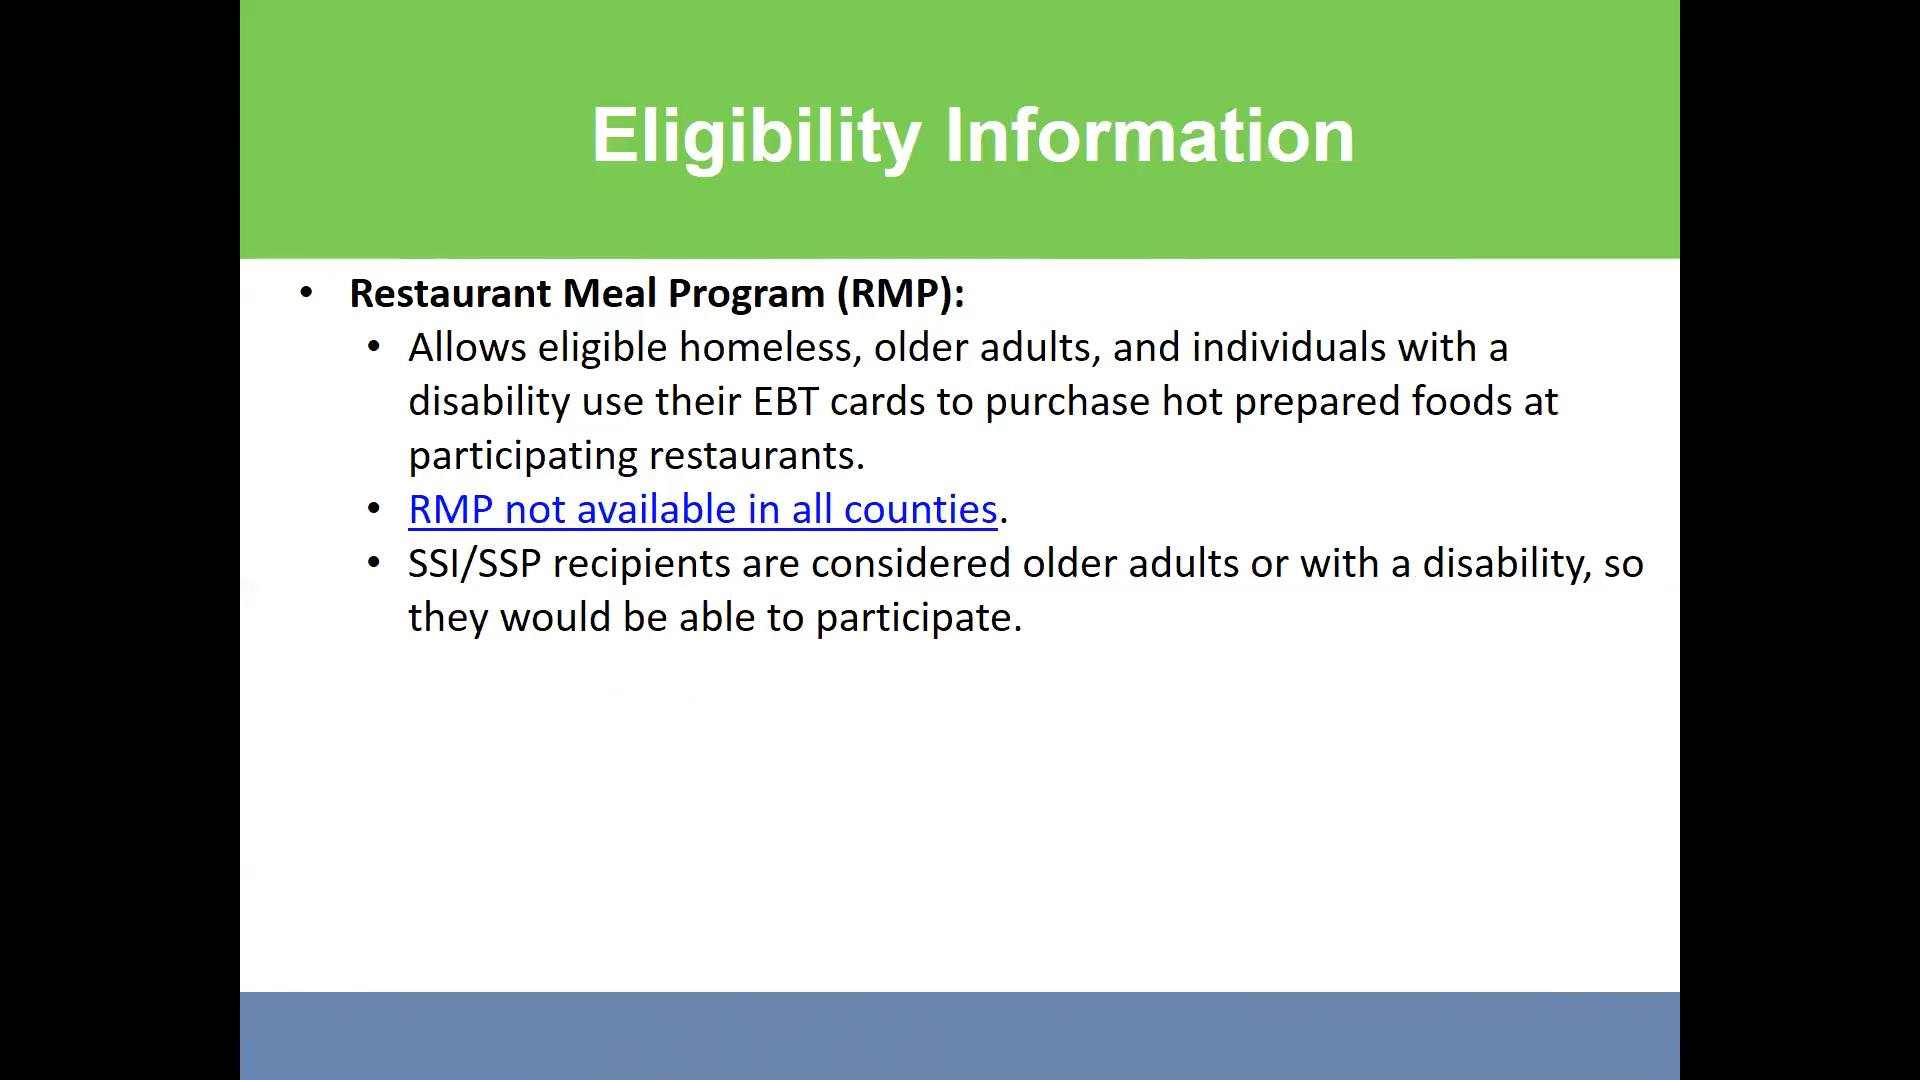 Eligibility Information
• Restaurant Meal Program (RMP):
• Allows eligible homeless, older adults, and individuals with a
disability use their EBT cards to purchase hot prepared foods at
participating restaurants.
• RMP not available in all counties.
• SSI/SSP recipients are considered older adults or with a disability, so
they would be able to participate.